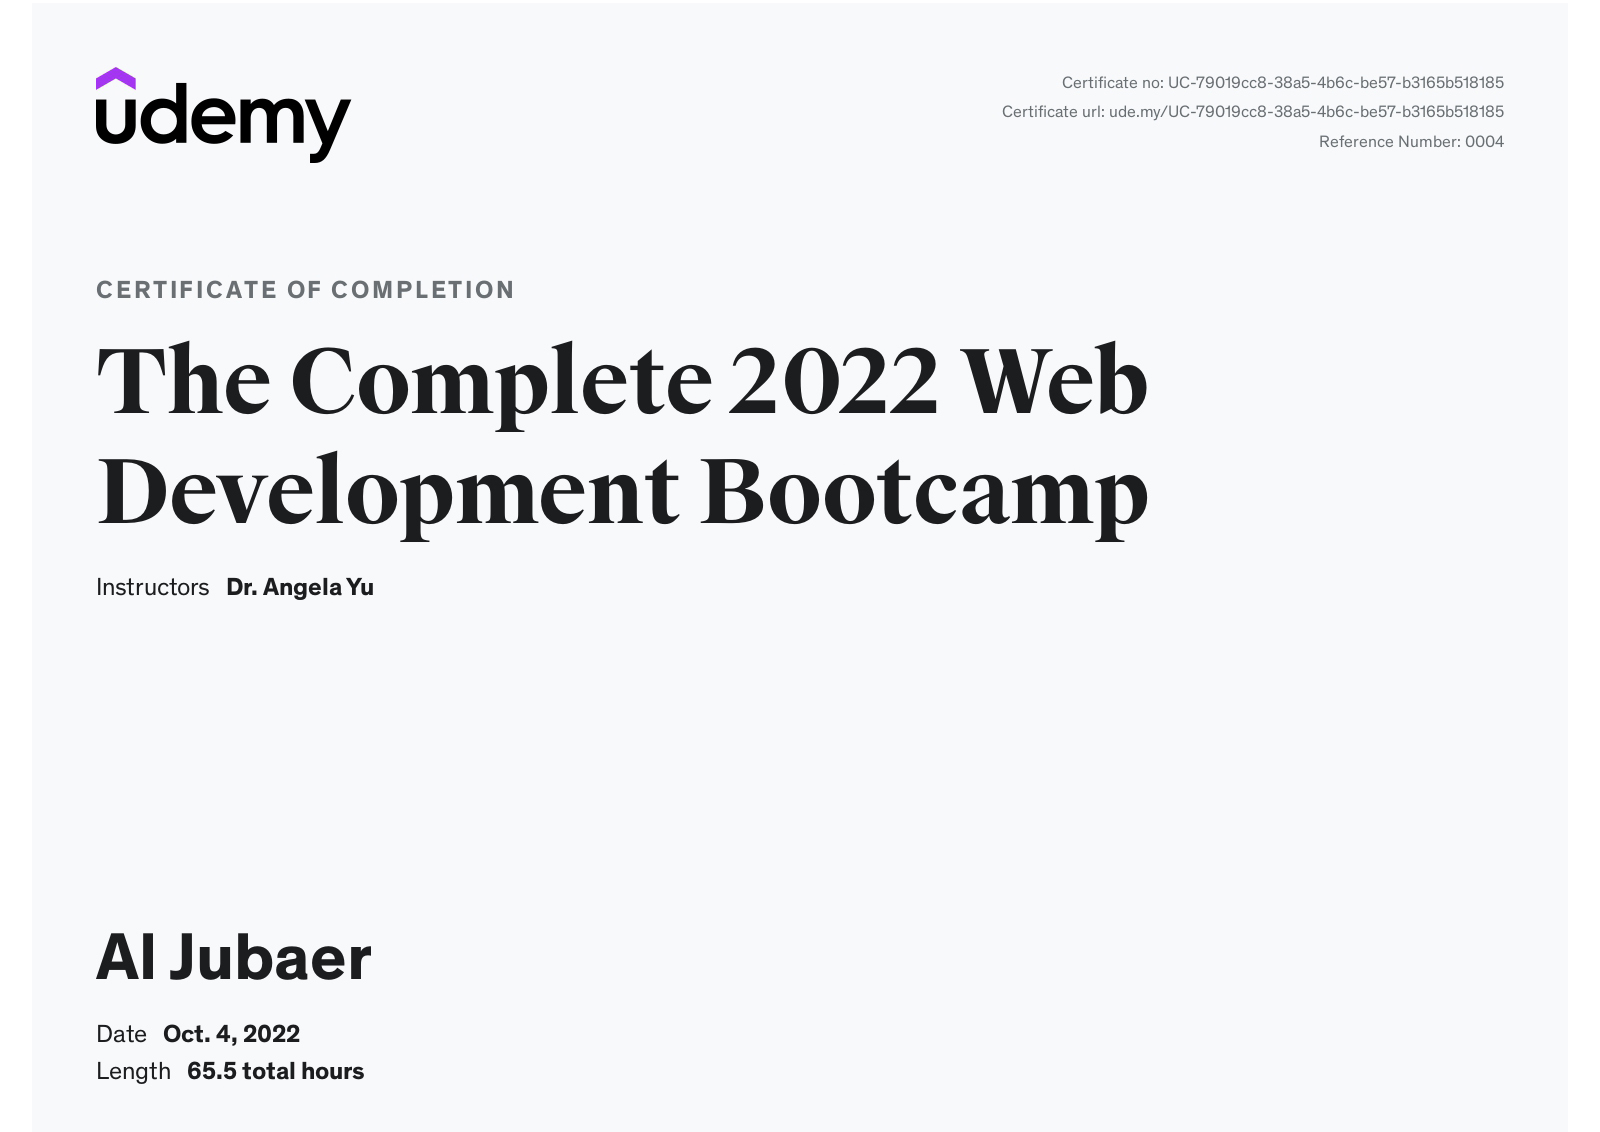 udemy
Certificate no: UC-79019cc8-38a5-4b6c-be57-b3165b518185
Certificate url: ude.my/UC-79019cc8-38a5-4b6c-be57-b3165b518185
Reference Number: 0004
CERTIFICATE OF COMPLETION
The Complete 2022 Web
Development Bootcamp
Instructors Dr. Angela Yu
Al Jubaer
Date Oct. 4, 2022
Length 65.5 total hours